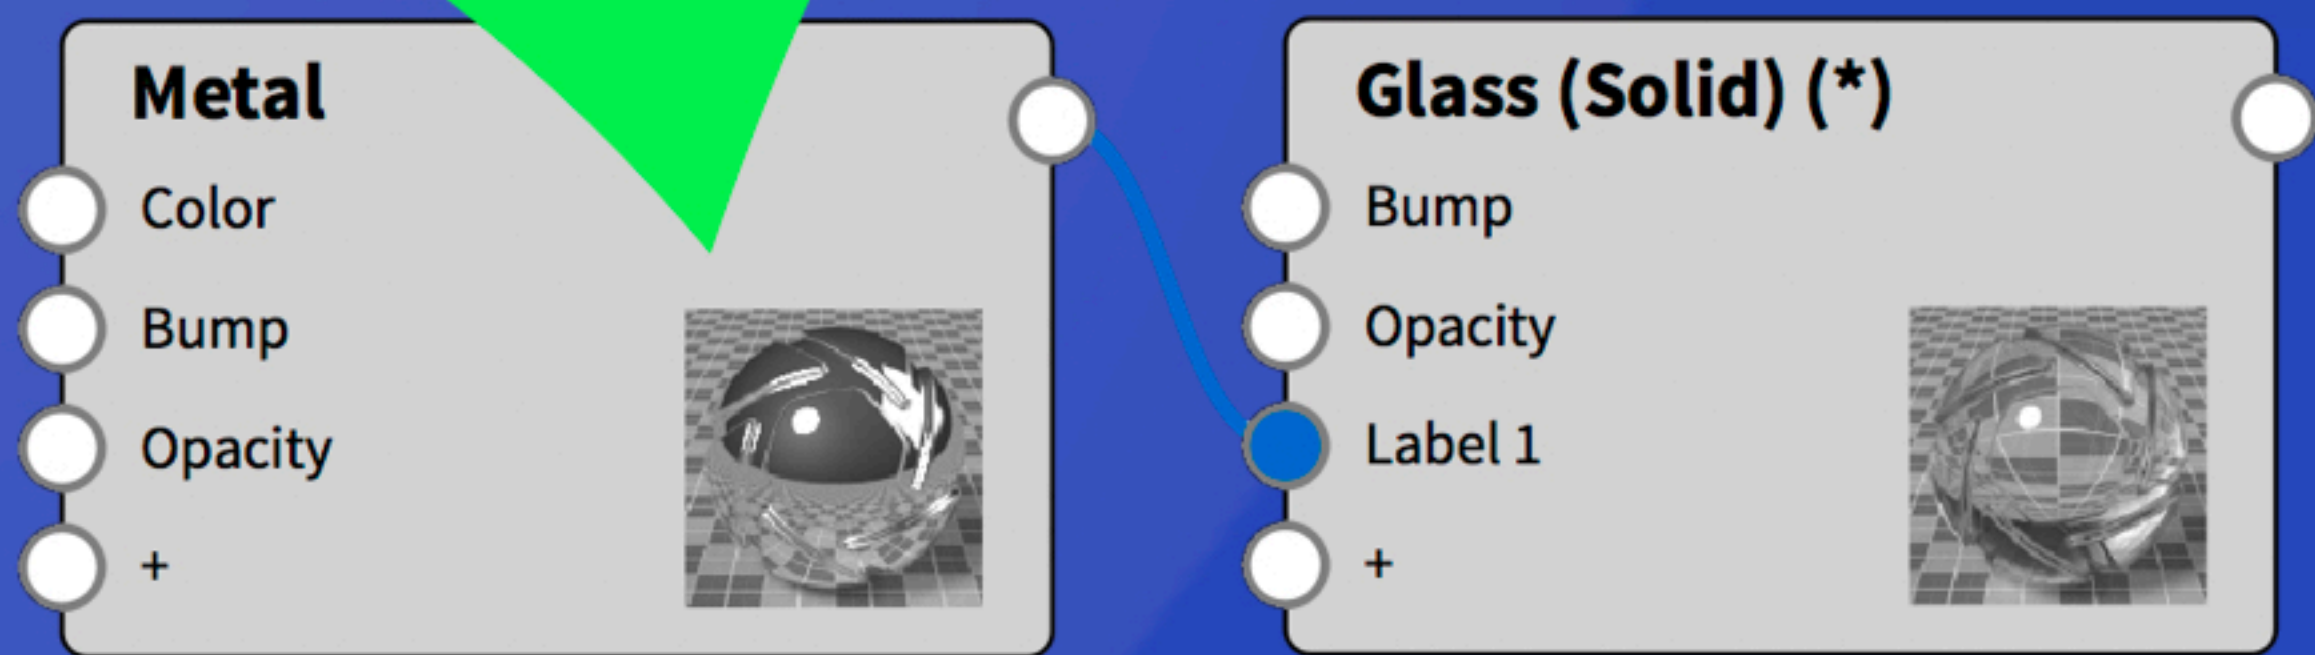 Metal
Color
Bump
Opacity
+
Glass (Solid) (*)
Bump
Opacity
Label 1
+